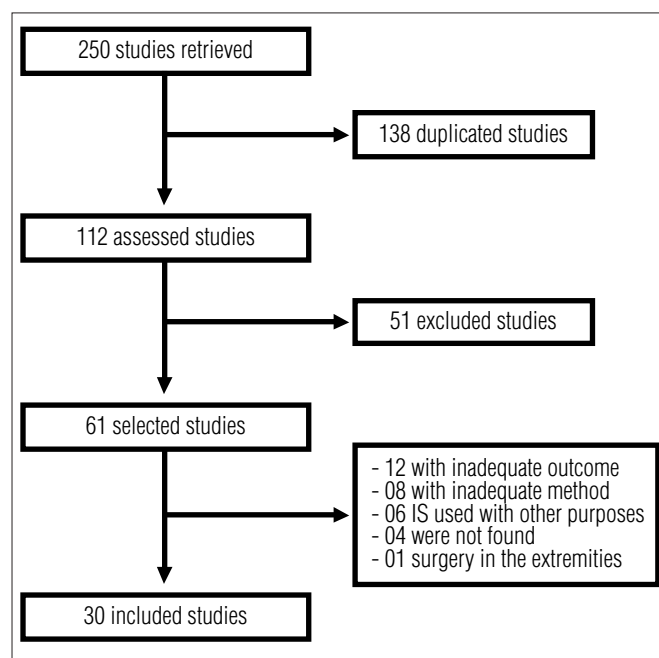 250 studies retrieved
138 duplicated studies
112 assessed studies
51 excluded studies
61 selected studies
- 12 with inadequate outcome
- 08 with inadequate method
- 06 IS used with other purposes
- 04 were not found
- 01 surgery in the extremities
30 included studies